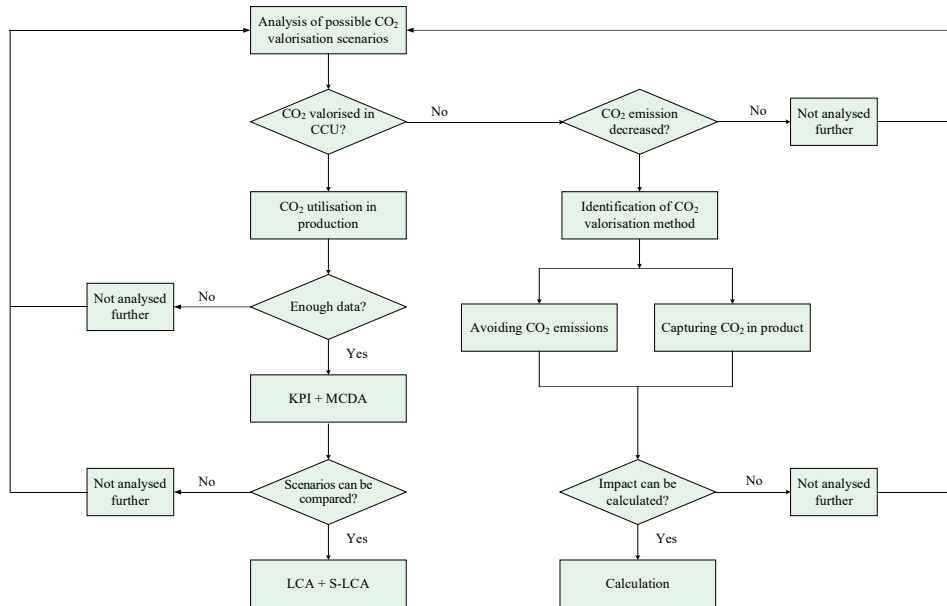 Analysis of possible CO₂
valorisation scenarios
CO₂ valorised in
CCU?
No
CO₂ emission
decreased?
No
Not analysed
further
CO₂ utilisation in
production
Identification of CO₂
valorisation method
Not analysed
further
No
Enough data?
Avoiding CO₂ emissions
Capturing CO₂ in product
Yes
KPI + MCDA
Not analysed
further
No
Scenarios can be
compared?
Impact can be
calculated?
No
Not analysed
further
Yes
Yes
LCA + S-LCA
Calculation